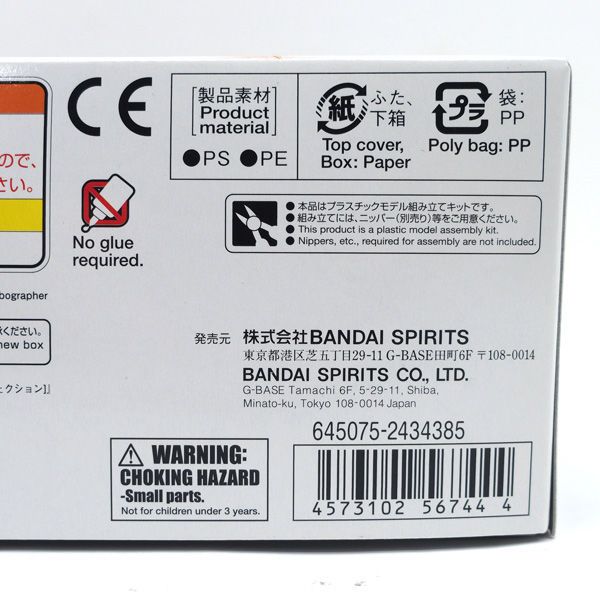 CE
[製品素材]
Product
material
●PS ●PE
紙
ふた、
下箱
Top cover,
Box: Paper
プラ
袋:
PP
Poly bag: PP
ので、
さい。
No glue
required.
●本品はプラスチックモデル組み立てキットです。
●組み立てには、ニッパー(別売り)等をご用意ください。
●This product is a plastic model assembly kit.
●Nippers, etc., required for assembly are not included.
bographer
ください。
new box
クション]』
発売元 株式会社BANDAI SPIRITS
東京都港区芝五丁目29-11 G-BASE田町6F 〒108-0014
BANDAI SPIRITS CO., LTD.
G-BASE Tamachi 6F, 5-29-11, Shiba,
Minato-ku, Tokyo 108-0014 Japan
645075-2434385
WARNING:
CHOKING HAZARD
-Small parts.
Not for children under 3 years.
4573102 56744 4